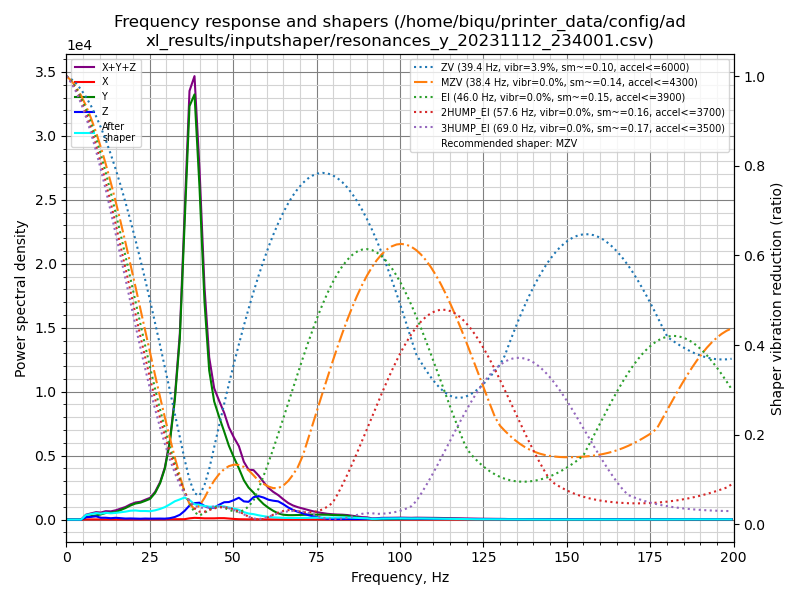 Frequency response and shapers (/home/biqu/printer_data/config/ad
xl_results/inputshaper/resonances_y_20231112_234001.csv)
1e4
X+Y+Z
X
Y
Z
After
shaper
ZV (39.4 Hz, vibr=3.9%, sm~=0.10, accel<=6000)
MZV (38.4 Hz, vibr=0.0%, sm~=0.14, accel<=4300)
EI (46.0 Hz, vibr=0.0%, sm~=0.15, accel<=3900)
2HUMP_EI (57.6 Hz, vibr=0.0%, sm~=0.16, accel<=3700)
3HUMP_EI (69.0 Hz, vibr=0.0%, sm~=0.17, accel<=3500)
Recommended shaper: MZV
3.5
3.0
2.5
2.0
1.5
1.0
0.5
0.0
Power spectral density
1.0
0.8
0.6
0.4
0.2
0.0
Shaper vibration reduction (ratio)
0 25 50 75 100 125 150 175 200
Frequency, Hz